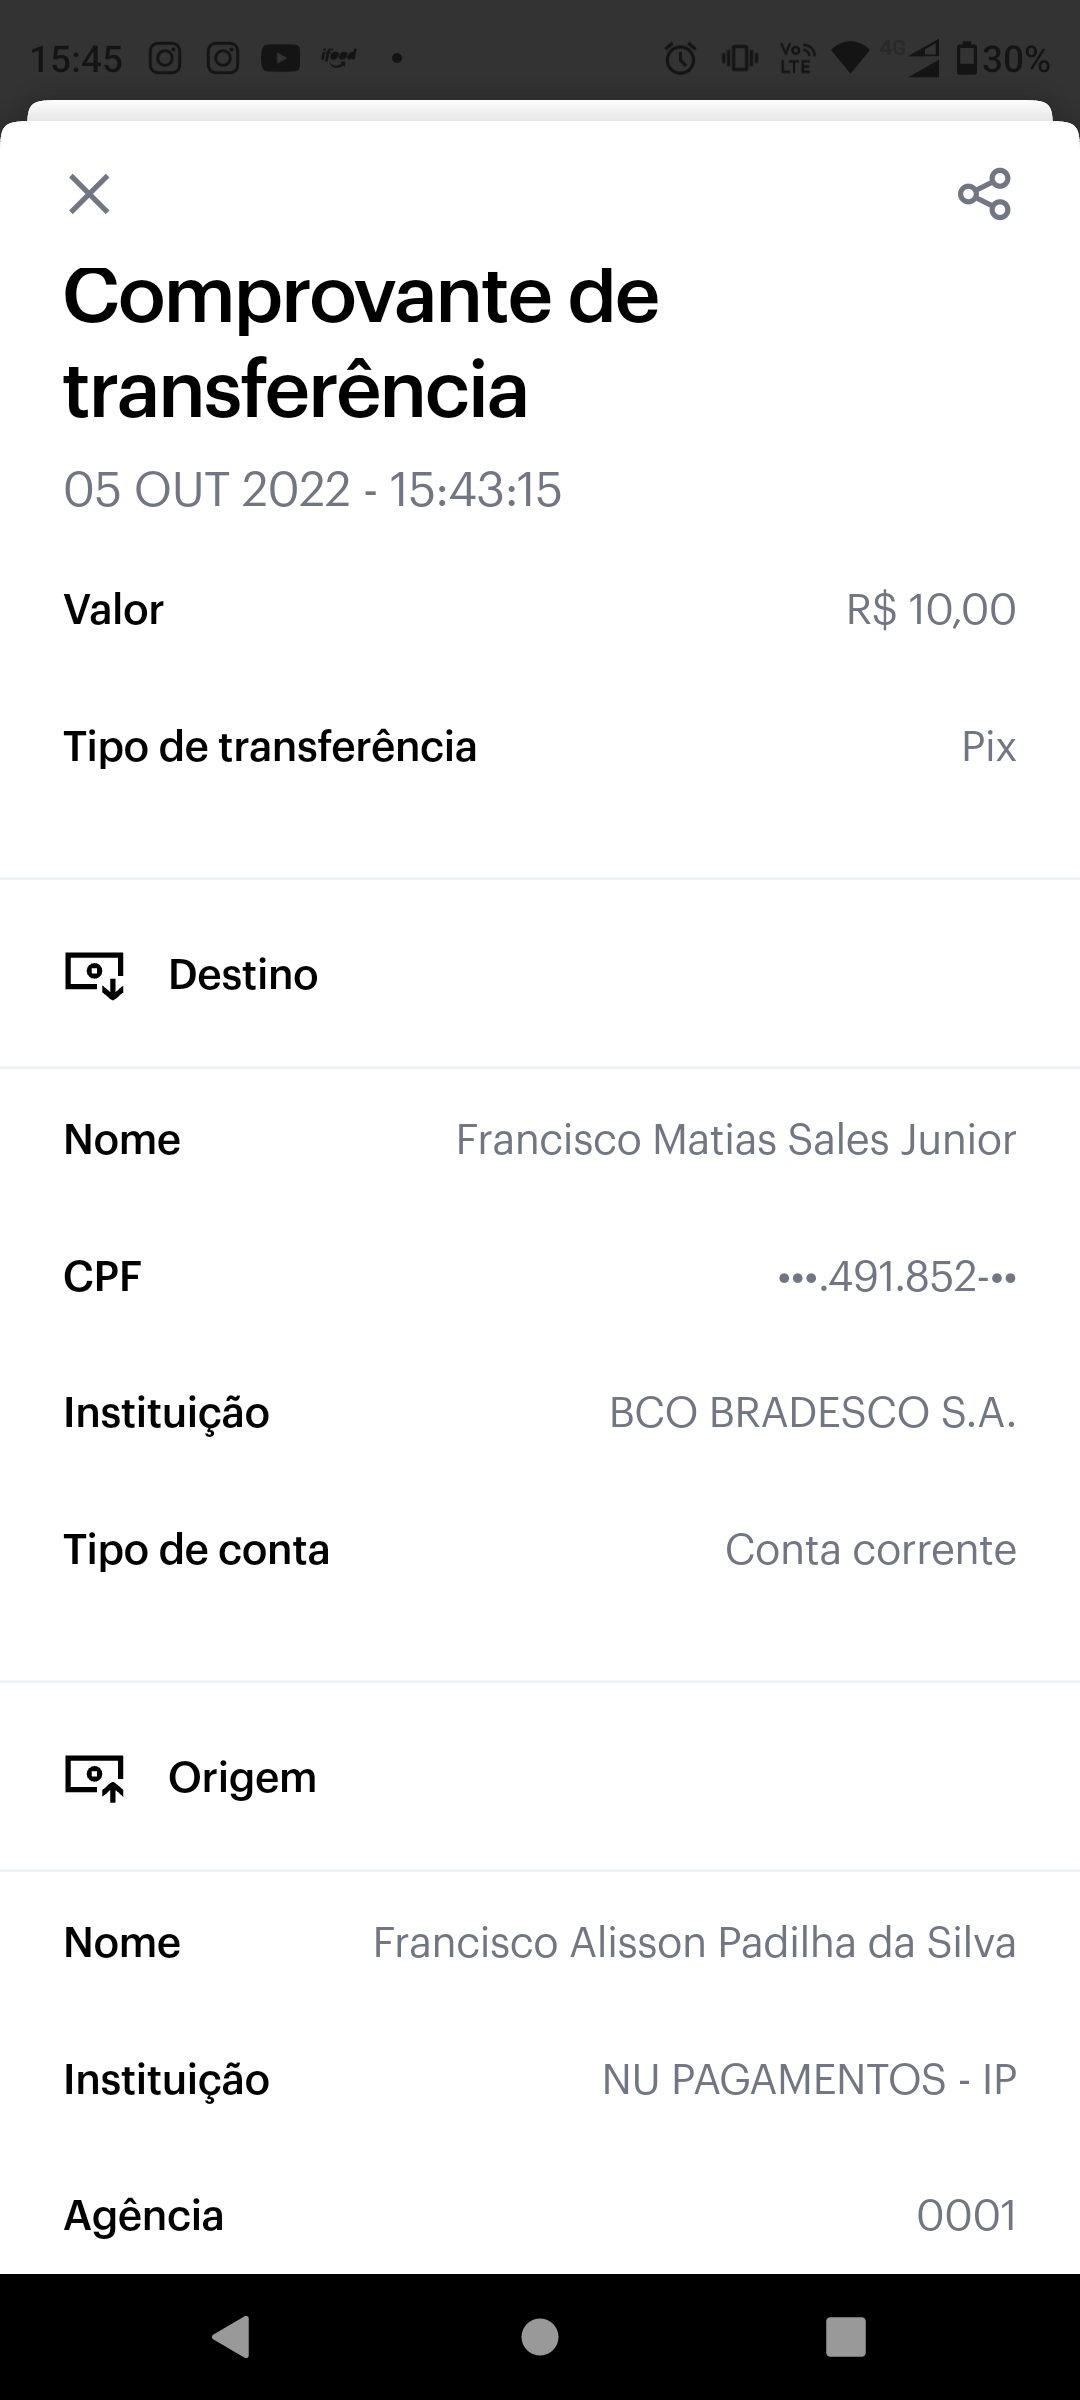 15:45 ifood Vo LTE 4G 30%
Comprovante de
transferência
05 OUT 2022 - 15:43:15
Valor R$ 10,00
Tipo de transferência Pix
Destino
Nome Francisco Matias Sales Junior
CPF •••.491.852-••
Instituição BCO BRADESCO S.A.
Tipo de conta Conta corrente
Origem
Nome Francisco Alisson Padilha da Silva
Instituição NU PAGAMENTOS - IP
Agência 0001